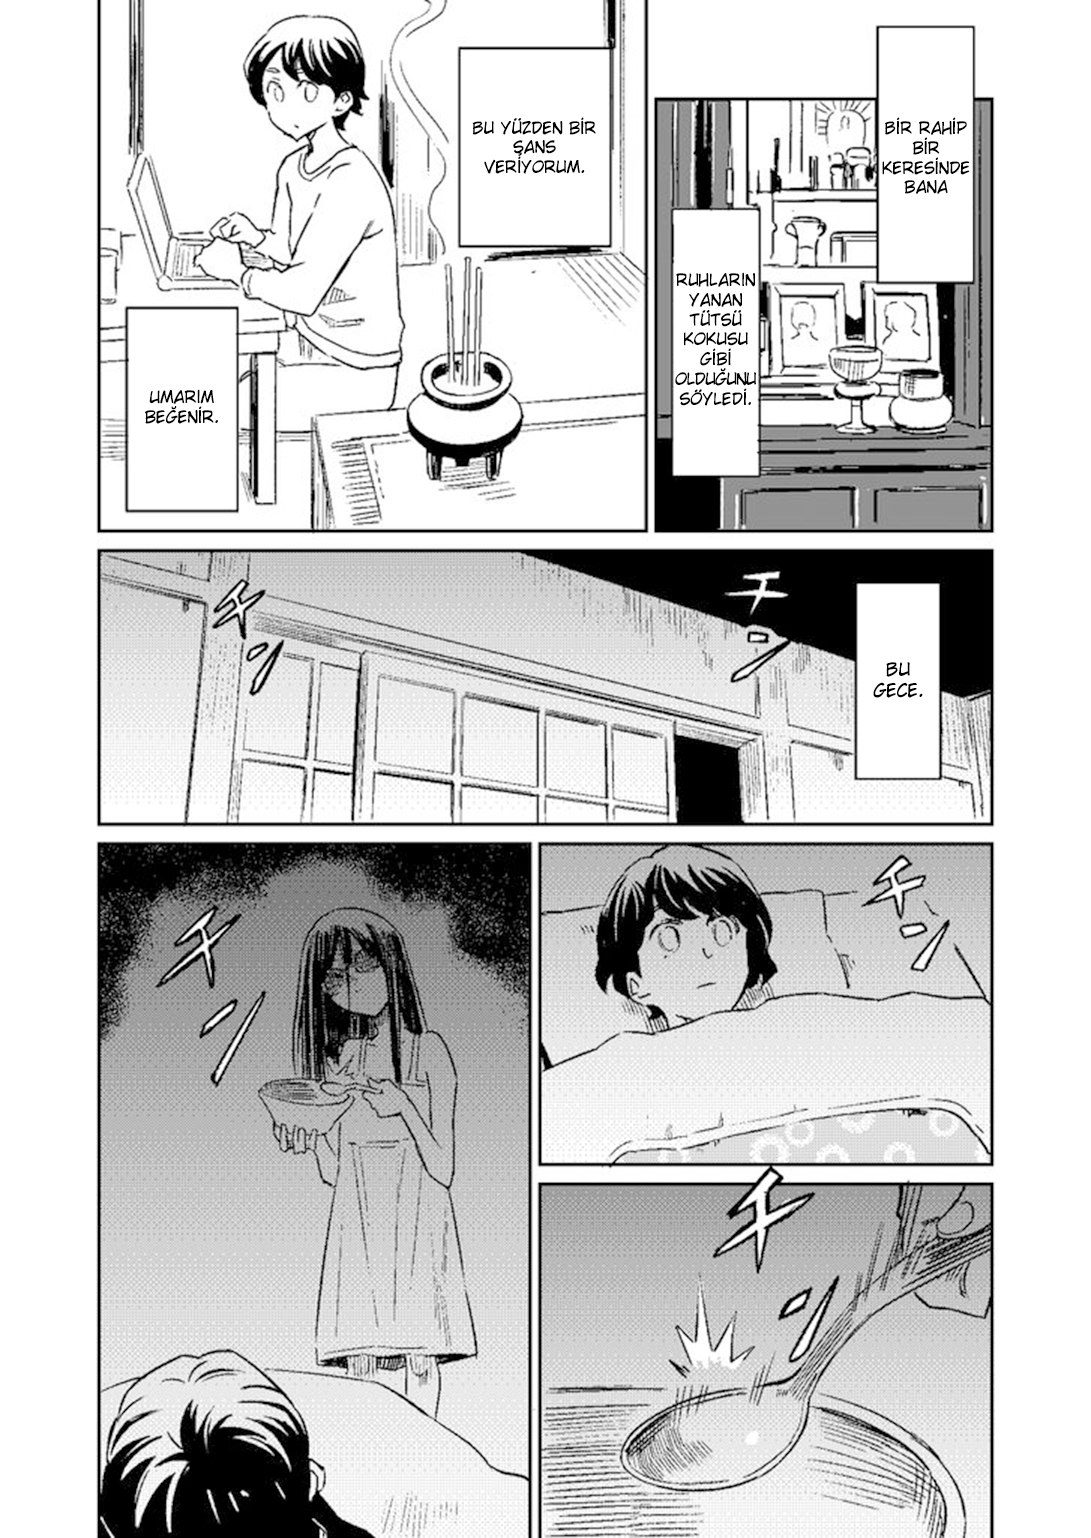 BİR RAHİP
BİR
KERESİNDE
BANA
RUHLARIN
YANAN
TÜTSÜ
KOKUSU
GİBİ
OLDUĞUNU
SÖYLEDİ.
BU YÜZDEN BİR
ŞANS
VERİYORUM.
UMARIM
BEĞENİR.
チン
チン
BU
GECE.
チン
チン
チン